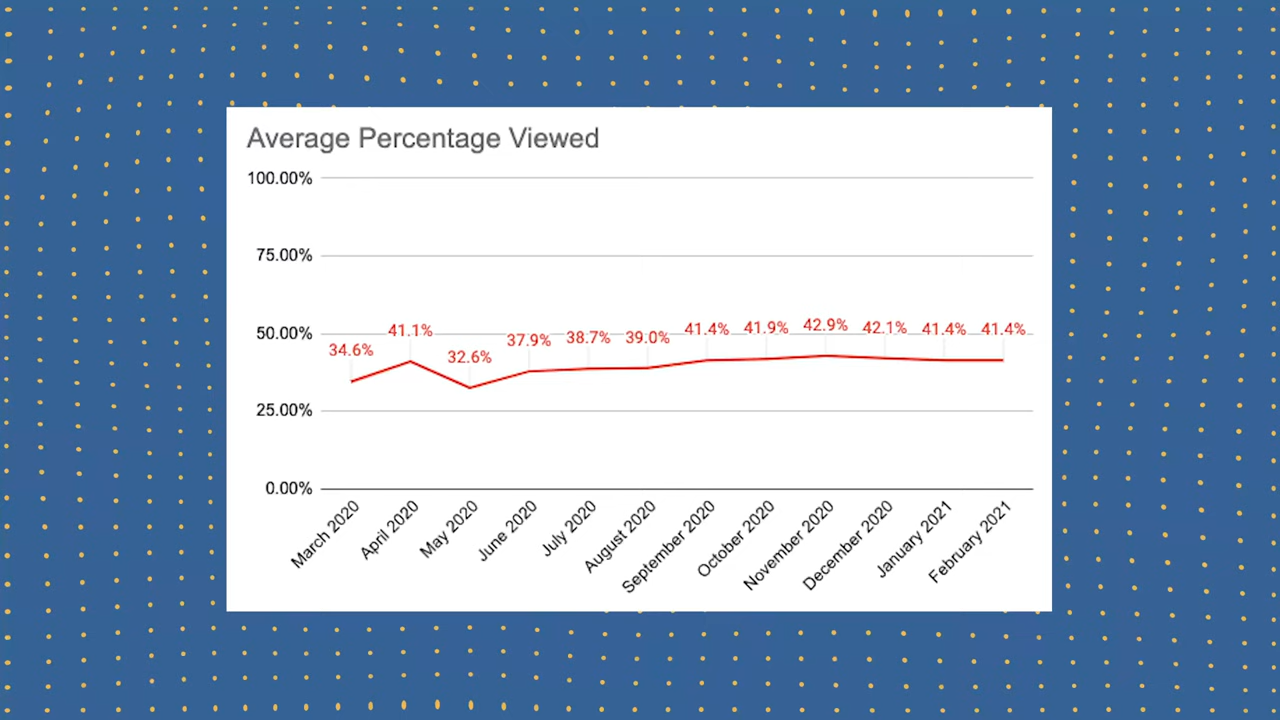 Average Percentage Viewed
100.00%
75.00%
50.00%
25.00%
0.00%
34.6%
41.1%
32.6%
37.9%
38.7%
39.0%
41.4%
41.9%
42.9%
42.1%
41.4%
41.4%
March 2020
April 2020
May 2020
June 2020
July 2020
August 2020
September 2020
October 2020
November 2020
December 2020
January 2021
February 2021